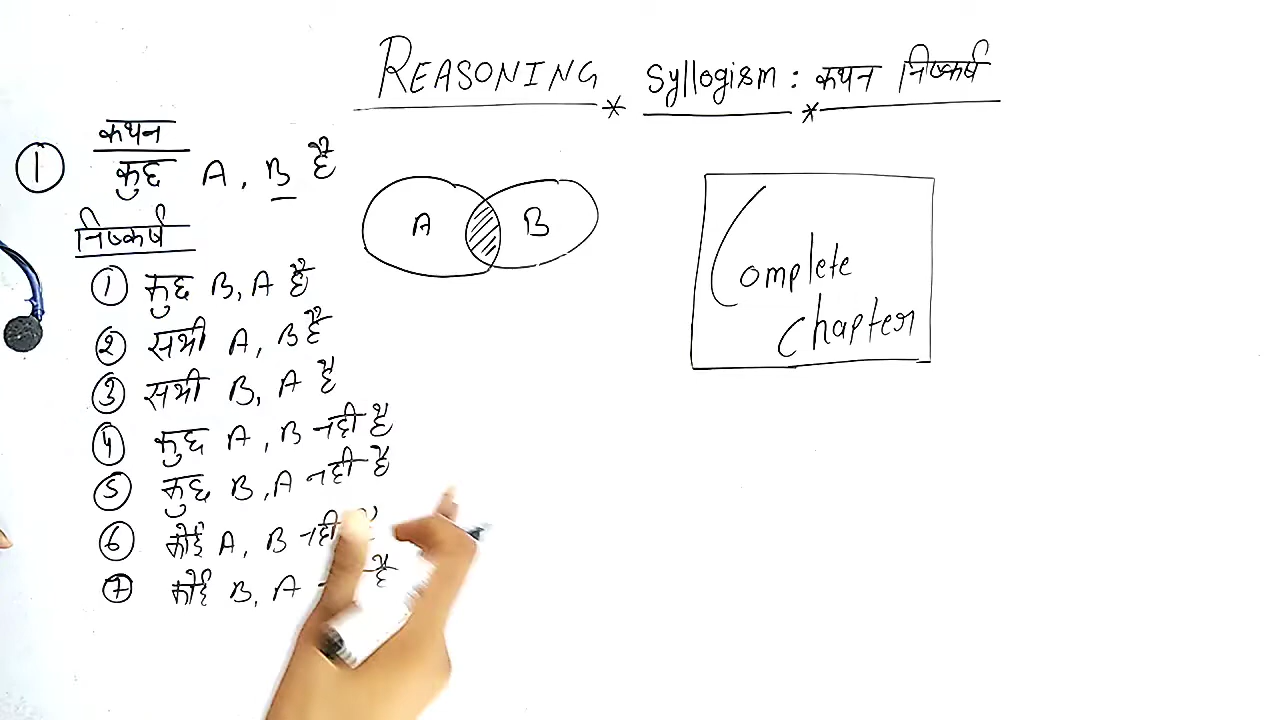 REASONING * Syllogism : * कथन निष्कर्ष
कथन
① कुछ A, B है
निष्कर्ष
① कुछ B, A है
② सभी A, B है
③ सभी B, A है
④ कुछ A, B नही है
⑤ कुछ B, A नही है
⑥ कोई A, B नही
⑦ कोई B, A है
A B
Complete
Chapter